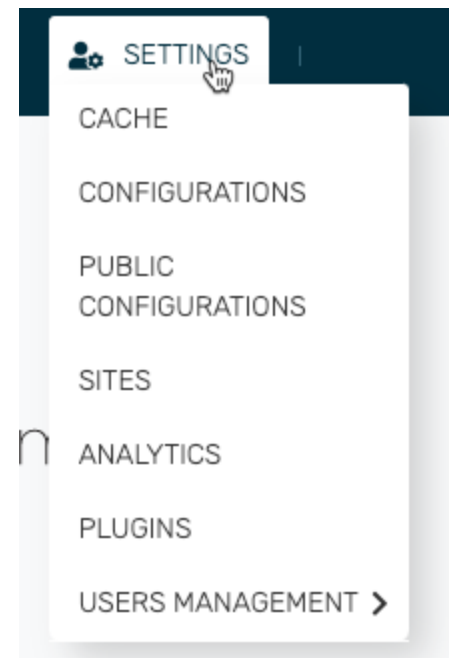 SETTINGS
CACHE
CONFIGURATIONS
PUBLIC
CONFIGURATIONS
SITES
m
ANALYTICS
PLUGINS
USERS MANAGEMENT